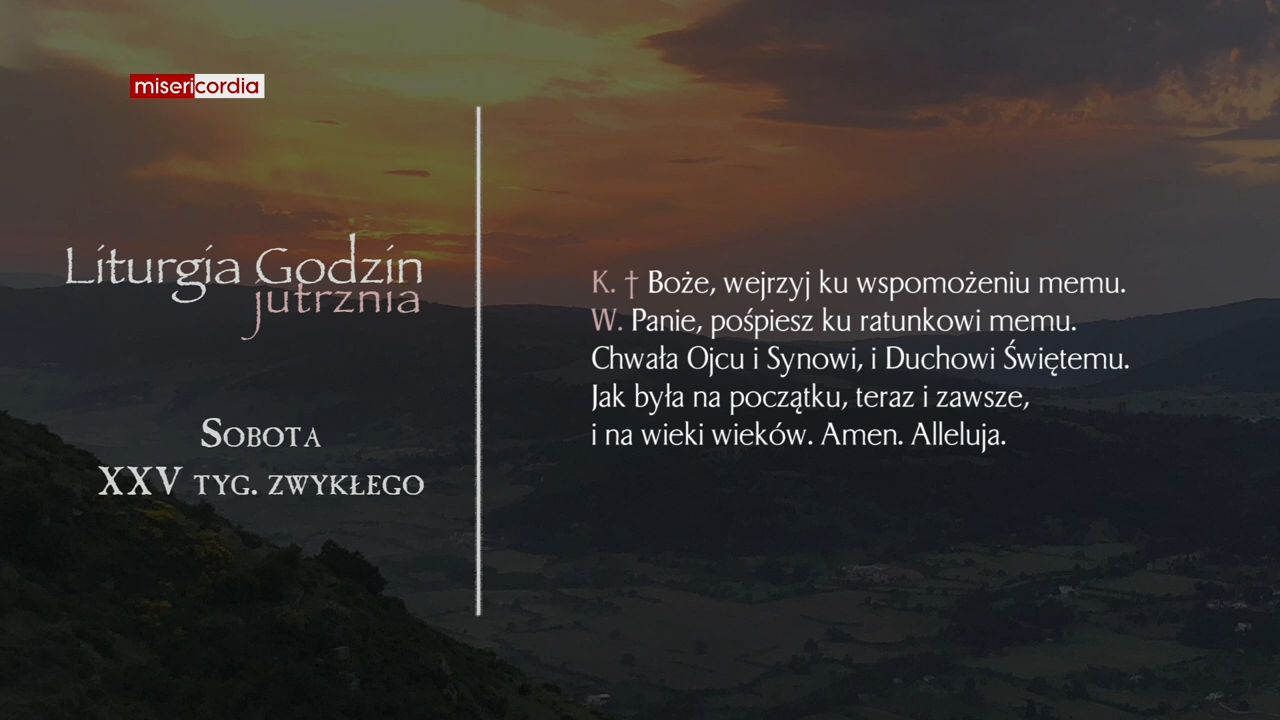 misericordia
Liturgia Godzin
jutrznia
Sobota
XXV tyg. zwykłego
K. † Boże, wejrzyj ku wspomożeniu memu.
W. Panie, pośpiesz ku ratunkowi memu.
Chwała Ojcu i Synowi, i Duchowi Świętemu.
Jak była na początku, teraz i zawsze,
i na wieki wieków. Amen. Alleluja.